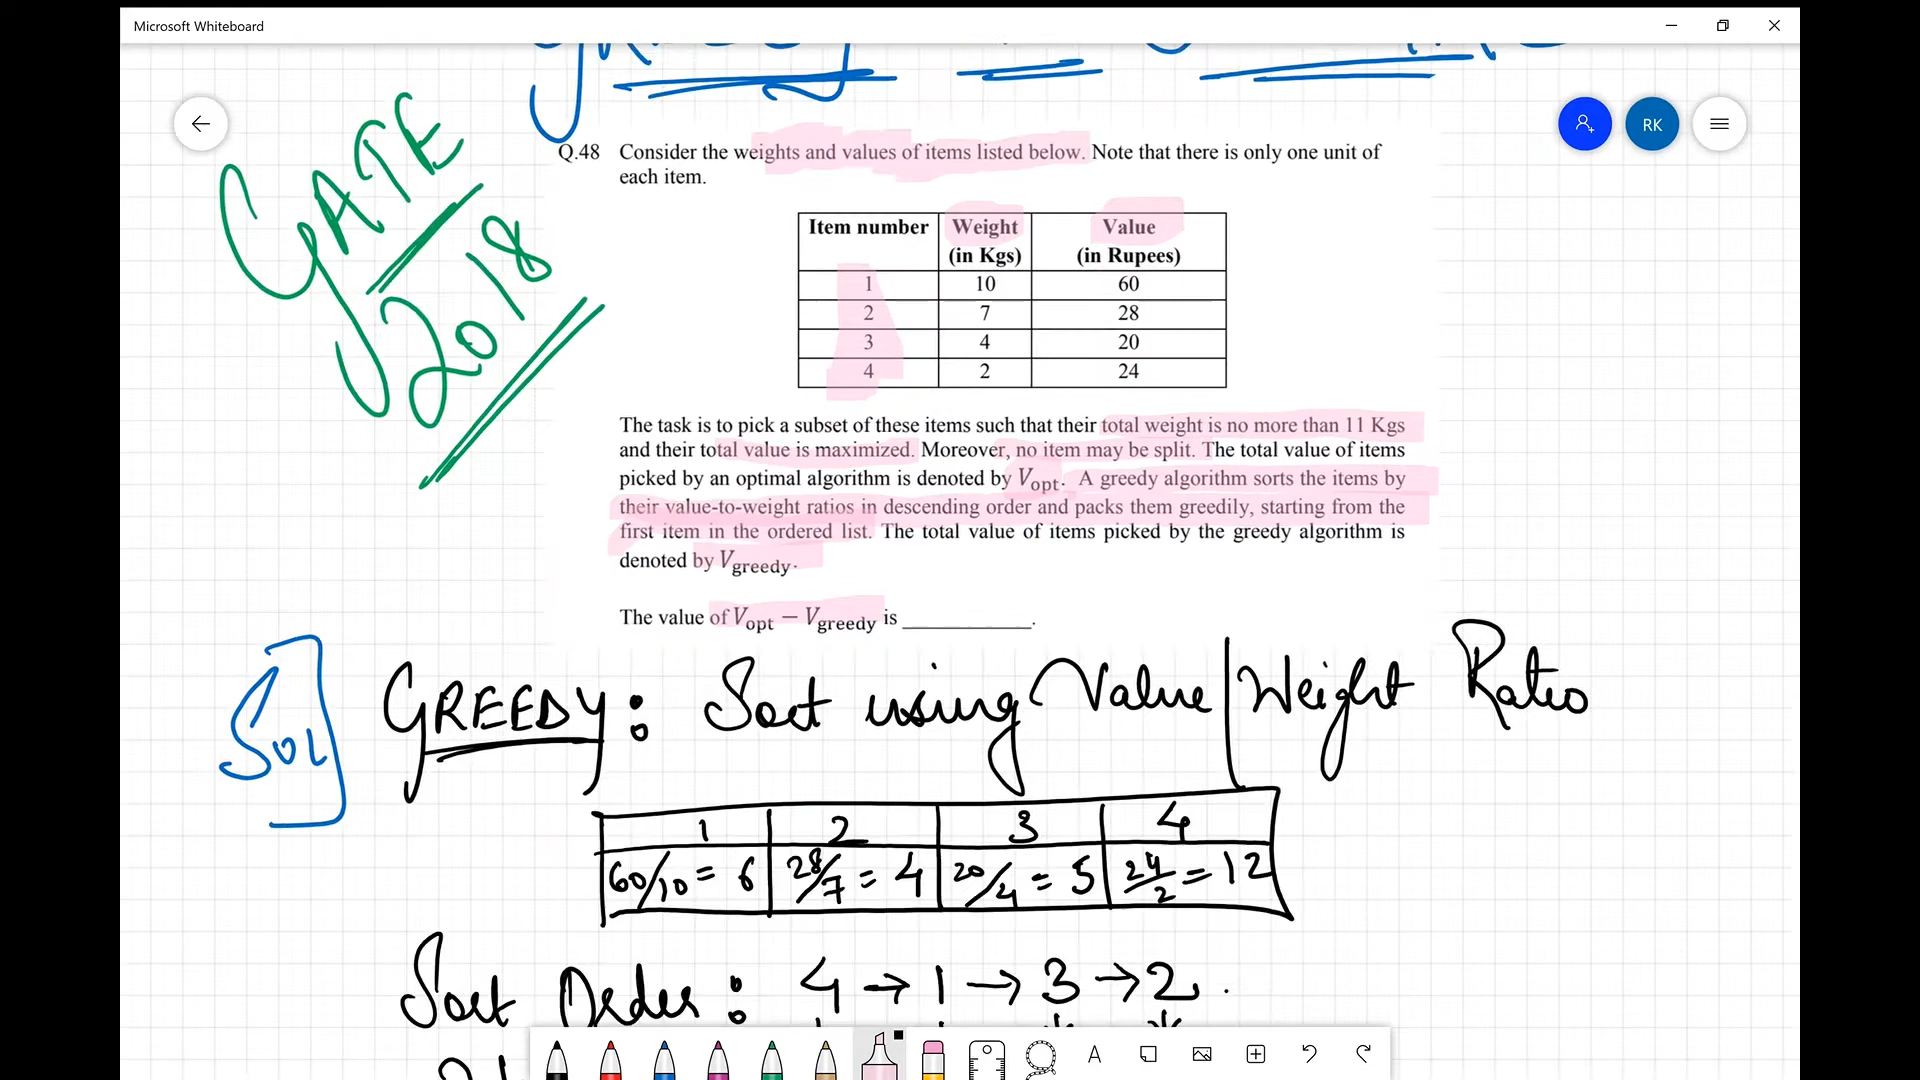 Microsoft Whiteboard
RK
GATE
2018
Q.48 Consider the weights and values of items listed below. Note that there is only one unit of
each item.
Item number Weight Value
(in Kgs) (in Rupees)
1 10 60
2 7 28
3 4 20
4 2 24
The task is to pick a subset of these items such that their total weight is no more than 11 Kgs
and their total value is maximized. Moreover, no item may be split. The total value of items
picked by an optimal algorithm is denoted by Vopt. A greedy algorithm sorts the items by
their value-to-weight ratios in descending order and packs them greedily, starting from the
first item in the ordered list. The total value of items picked by the greedy algorithm is
denoted by Vgreedy.
The value of Vopt − Vgreedy is ____________.
Sol
GREEDY: Sort using Value/Weight Ratio
1 2 3 4
60/10 = 6 28/7 = 4 20/4 = 5 24/2 = 12
Sort Order: 4 → 1 → 3 → 2.